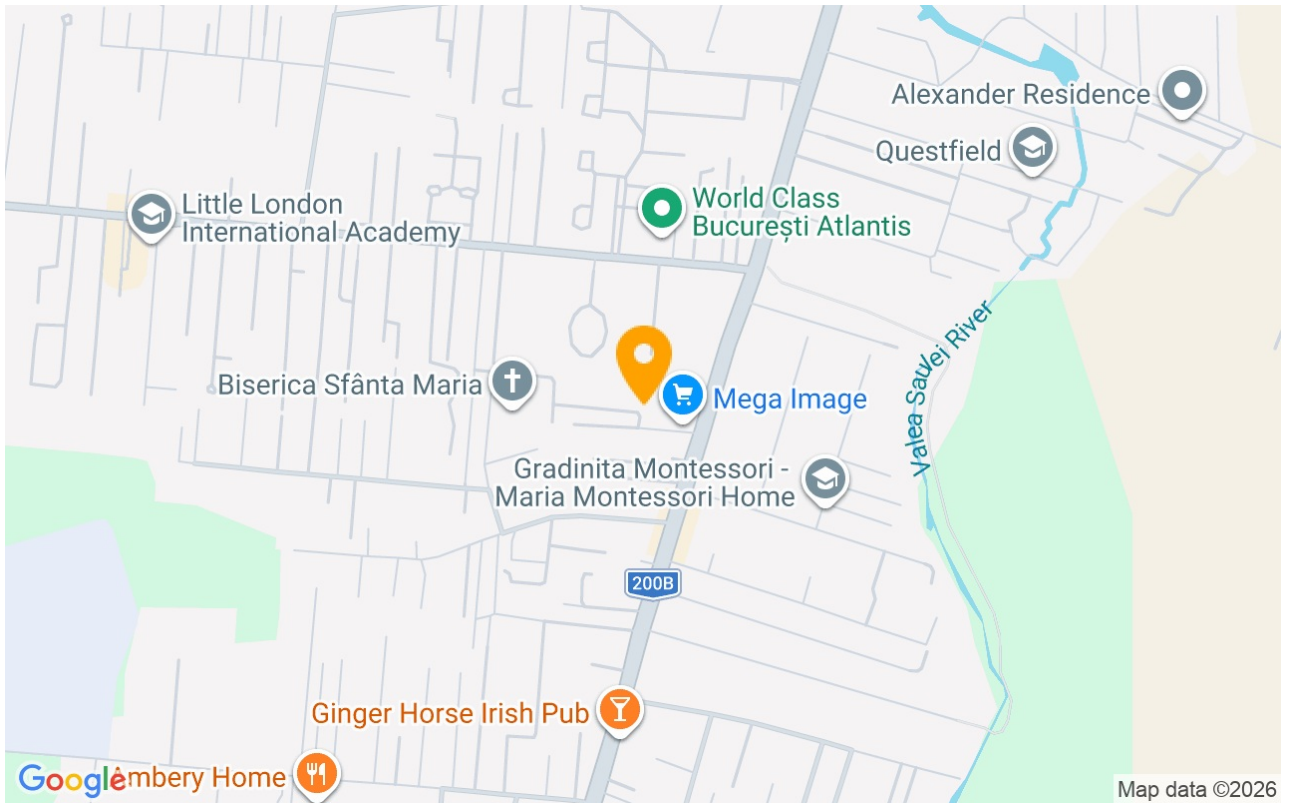 Alexander Residence
Questfield
World Class
București Atlantis
Little London
International Academy
Valea Saulei River
Biserica Sfânta Maria
Mega Image
Gradinita Montessori -
Maria Montessori Home
200B
Ginger Horse Irish Pub
Ambery Home
Google
Map data ©2026